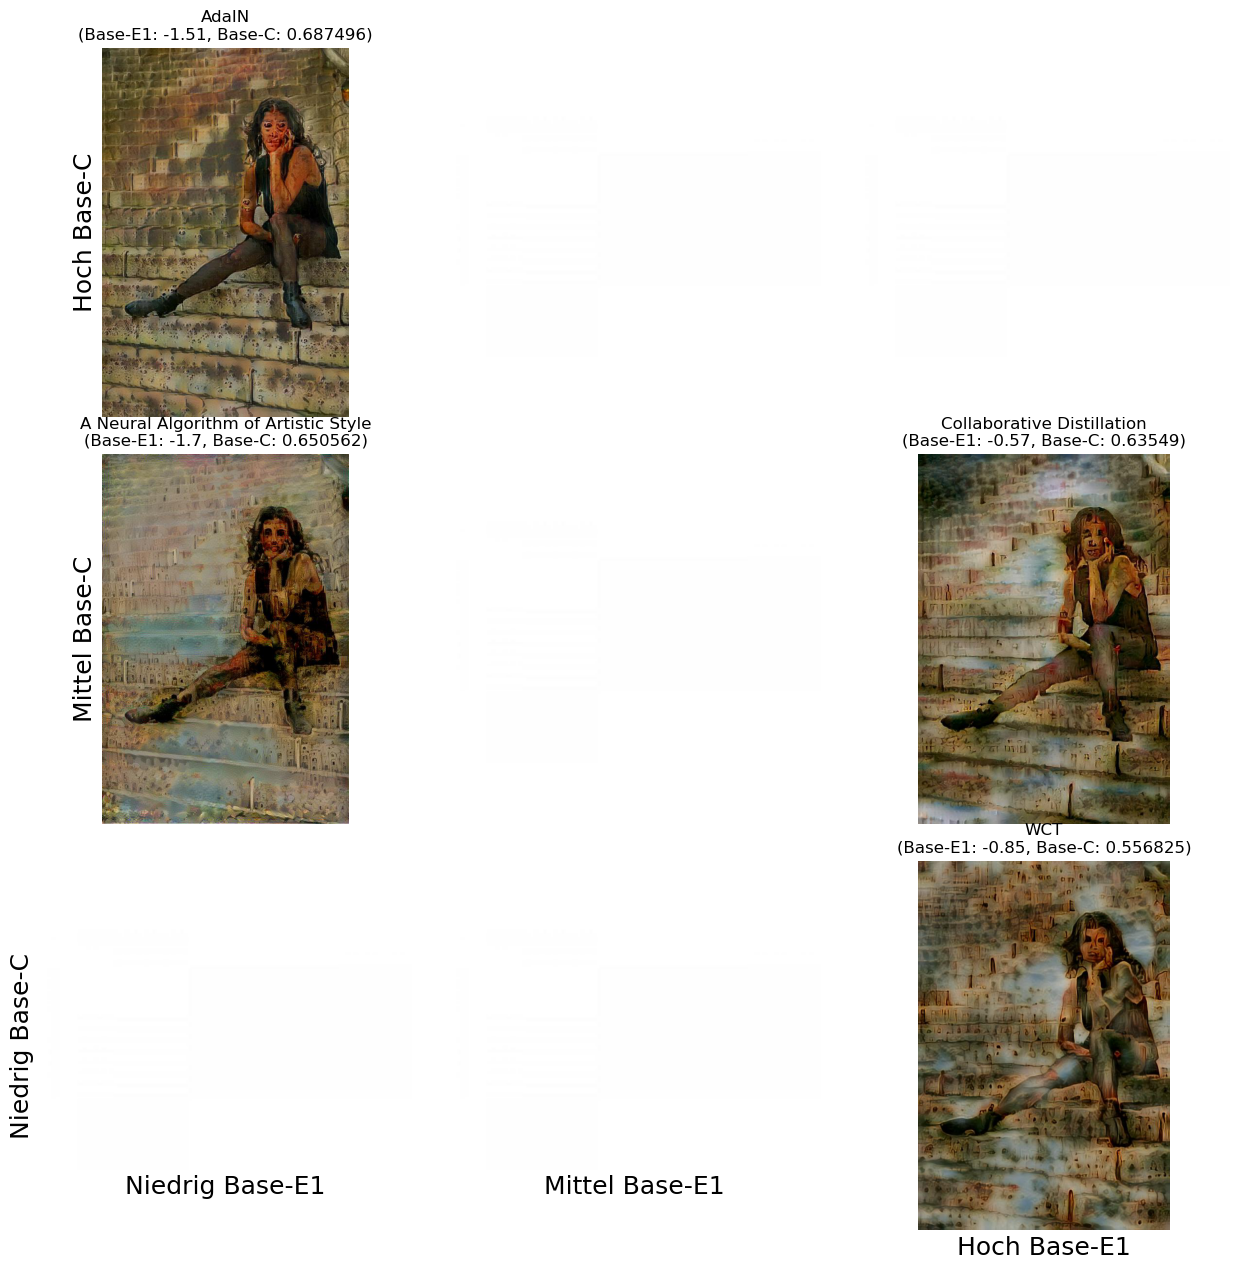 AdaIN
(Base-E1: -1.51, Base-C: 0.687496)
Hoch Base-C
A Neural Algorithm of Artistic Style
(Base-E1: -1.7, Base-C: 0.650562)
Collaborative Distillation
(Base-E1: -0.57, Base-C: 0.63549)
Mittel Base-C
WCT
(Base-E1: -0.85, Base-C: 0.556825)
Niedrig Base-C
Niedrig Base-E1
Mittel Base-E1
Hoch Base-E1